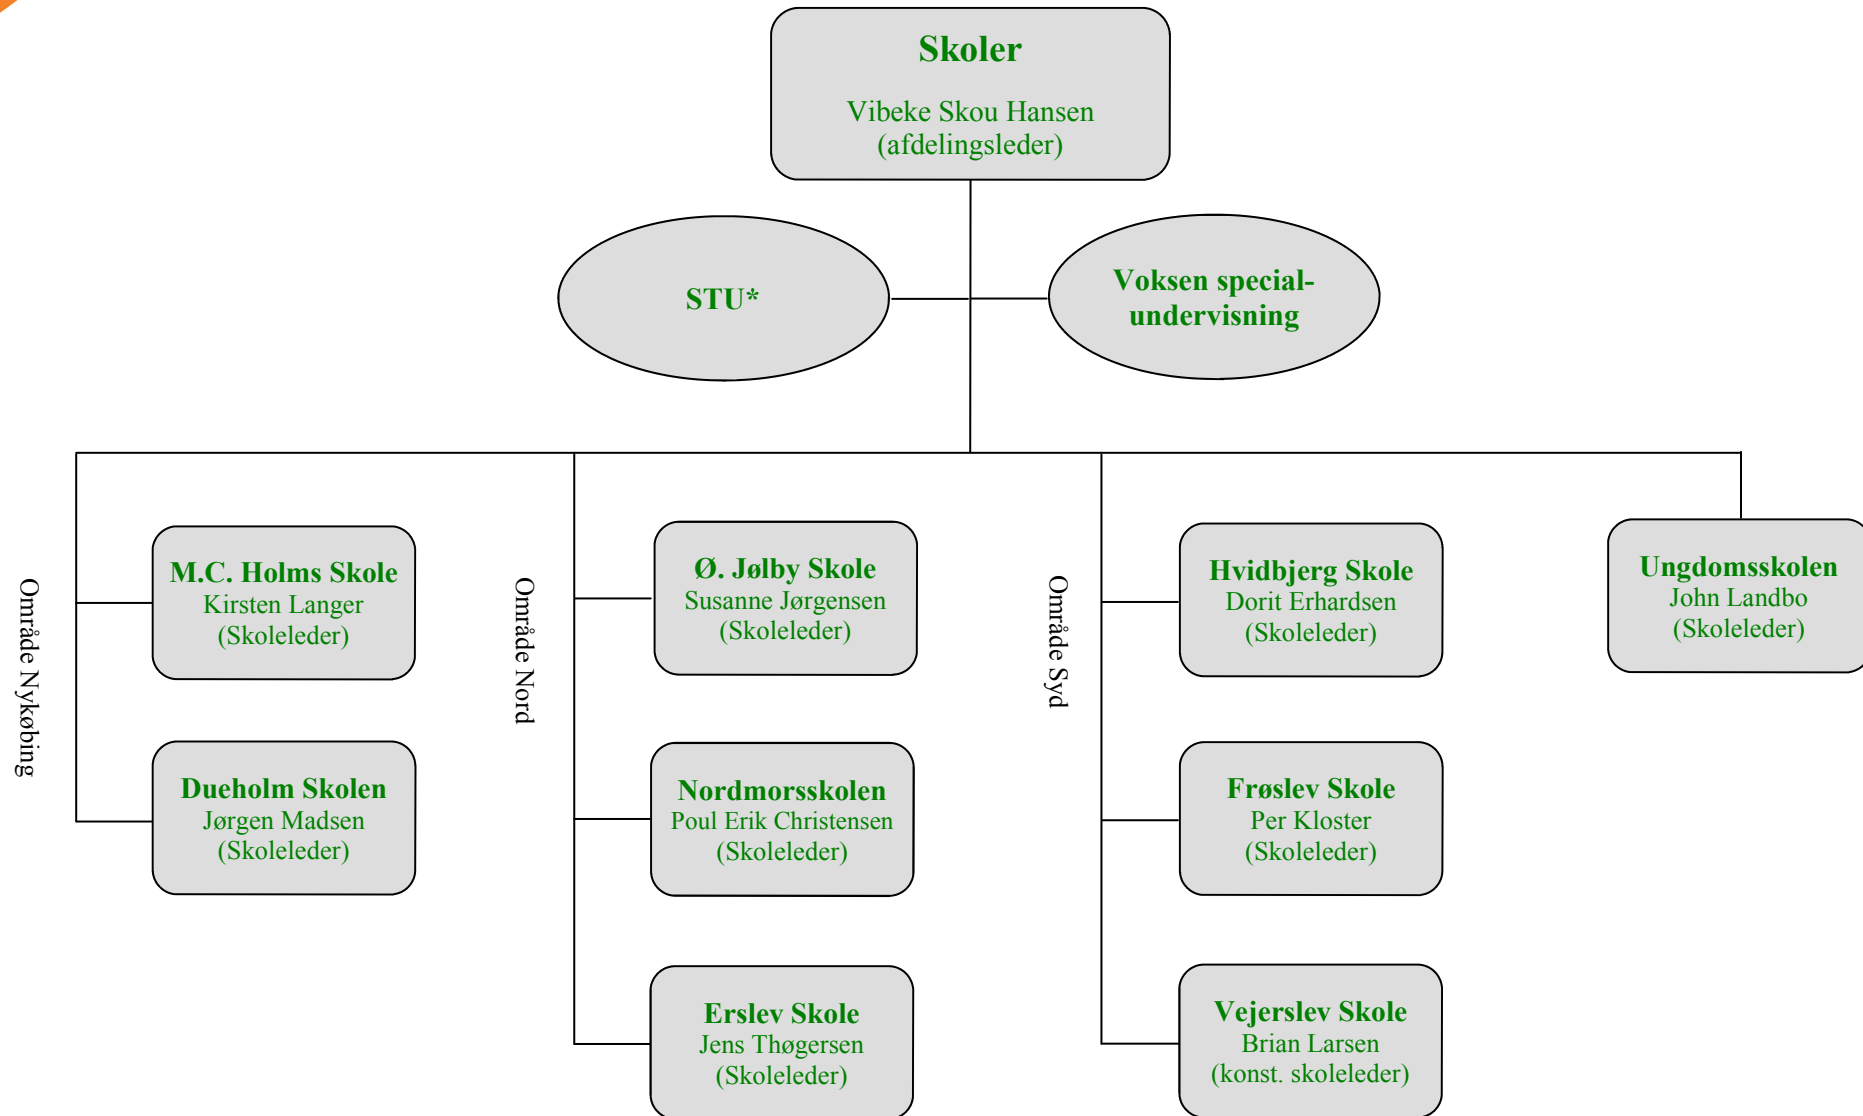 Skoler
Vibeke Skou Hansen
(afdelingsleder)
STU*
Voksen special-
undervisning
Område Nykøbing
M.C. Holms Skole
Kirsten Langer
(Skoleleder)
Dueholm Skolen
Jørgen Madsen
(Skoleleder)
Område Nord
Ø. Jølby Skole
Susanne Jørgensen
(Skoleleder)
Nordmorsskolen
Poul Erik Christensen
(Skoleleder)
Erslev Skole
Jens Thøgersen
(Skoleleder)
Område Syd
Hvidbjerg Skole
Dorit Erhardsen
(Skoleleder)
Frøslev Skole
Per Kloster
(Skoleleder)
Vejerslev Skole
Brian Larsen
(konst. skoleleder)
Ungdomsskolen
John Landbo
(Skoleleder)